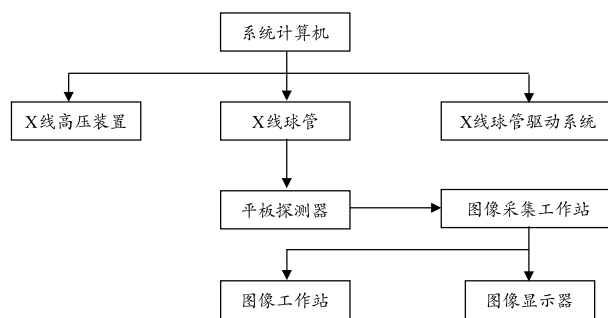 系统计算机
X线高压装置
X线球管
X线球管驱动系统
平板探测器
图像采集工作站
图像工作站
图像显示器